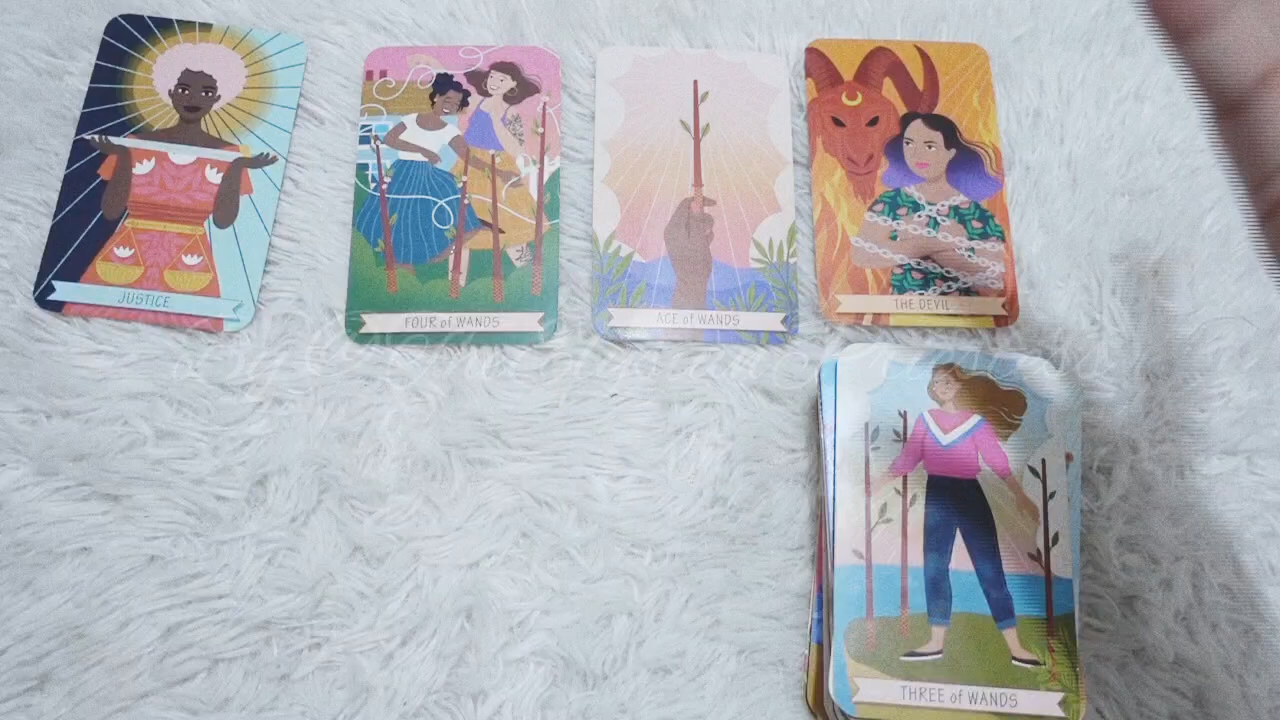 JUSTICE
FOUR of WANDS
ACE of WANDS
THE DEVIL
THREE of WANDS